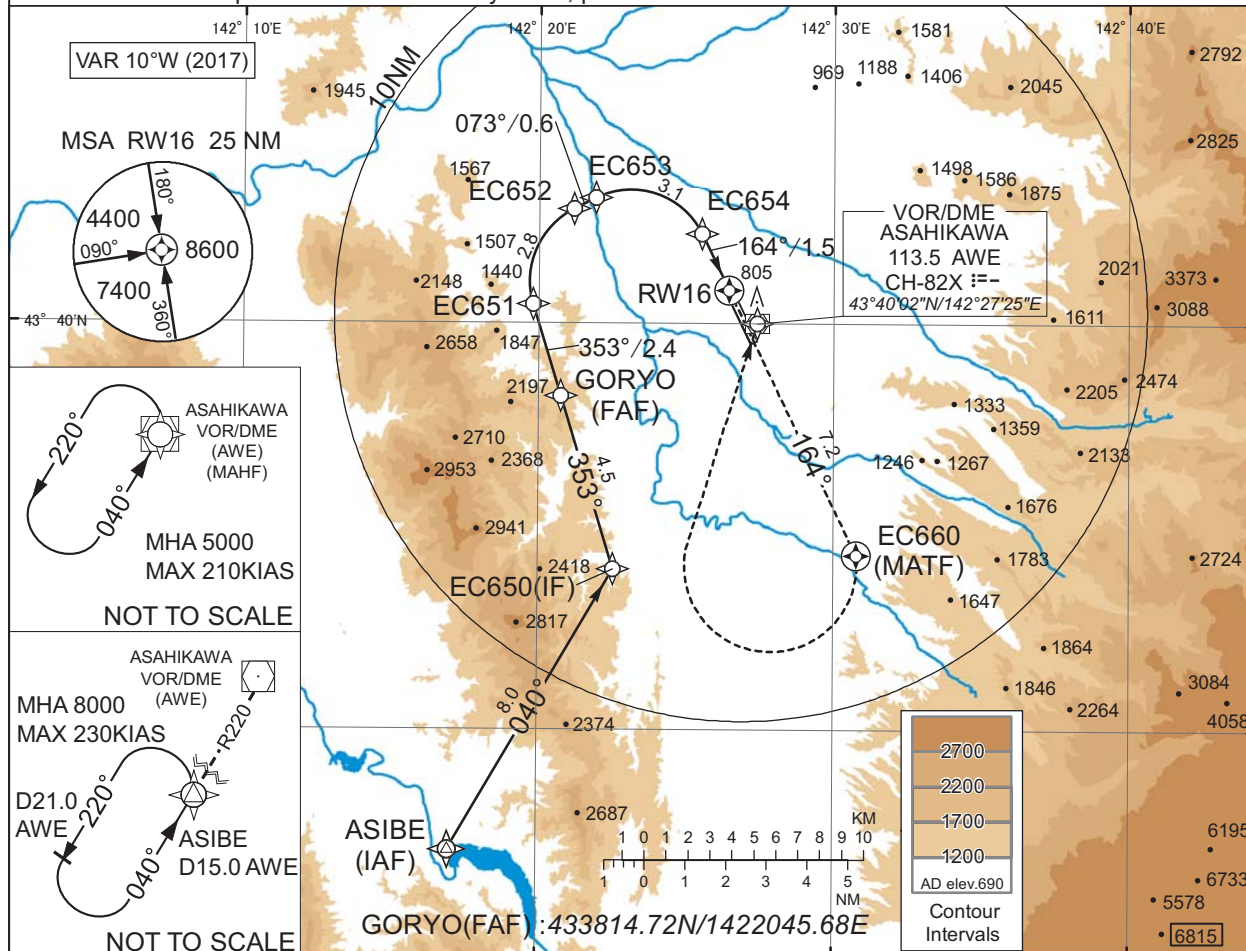 142° 10'E
142° 20'E
142° 30'E
142° 40'E
VAR 10°W (2017)
10NM
1945
1581
969
1188
1406
2045
2792
2825
MSA RW16 25 NM
180°
4400
090°
8600
7400
360°
073°/0.6
1567
EC652
EC653
3.1
EC654
1498
1586
1875
2.8
1507
2148
1440
EC651
164°/1.5
805
RW16
VOR/DME
ASAHIKAWA
113.5 AWE
CH-82X
43°40'02"N/142°27'25"E
2021
3373
3088
1611
43° 40'N
2658
1847
353°/2.4
GORYO
(FAF)
2197
2205
2474
1333
1359
2710
2953
2368
353°
4.5
7.2
164°
1246
1267
2133
1676
2941
2418
EC650(IF)
EC660
(MATF)
1783
2724
1647
2817
1864
8.0
040°
2374
1846
2264
3084
4058
2687
ASIBE
(IAF)
220°
040°
ASAHIKAWA
VOR/DME
(AWE)
(MAHF)
MHA 5000
MAX 210KIAS
NOT TO SCALE
ASAHIKAWA
VOR/DME
(AWE)
MHA 8000
MAX 230KIAS
R220
D21.0
AWE
220°
040°
ASIBE
D15.0 AWE
NOT TO SCALE
KM
1 0 1 2 3 4 5 6 7 8 9 10
1 0 1 2 3 4 5
NM
GORYO(FAF) :433814.72N/1422045.68E
2700
2200
1700
1200
AD elev.690
Contour
Intervals
6195
6733
5578
6815